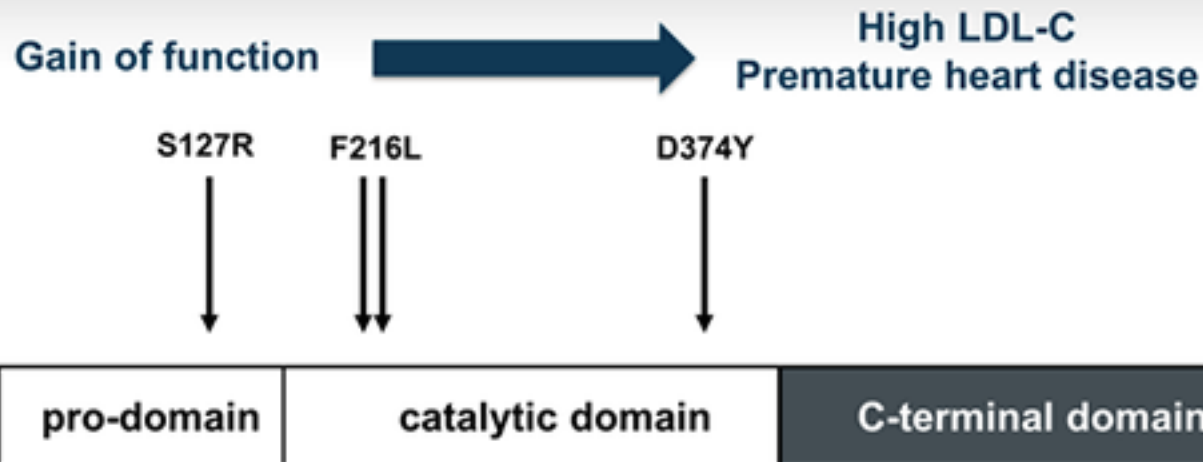 High LDL-C
Gain of function
Premature heart disease
S127R F216L D374Y
pro-domain catalytic domain C-terminal domain